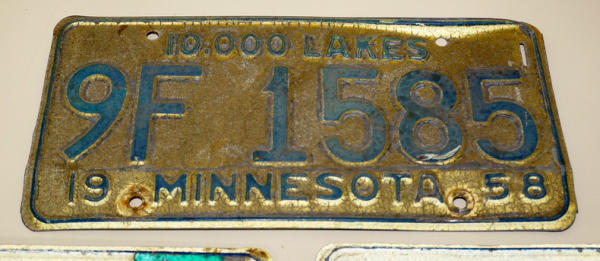 10,000 LAKES
9F 1585
19 MINNESOTA 58